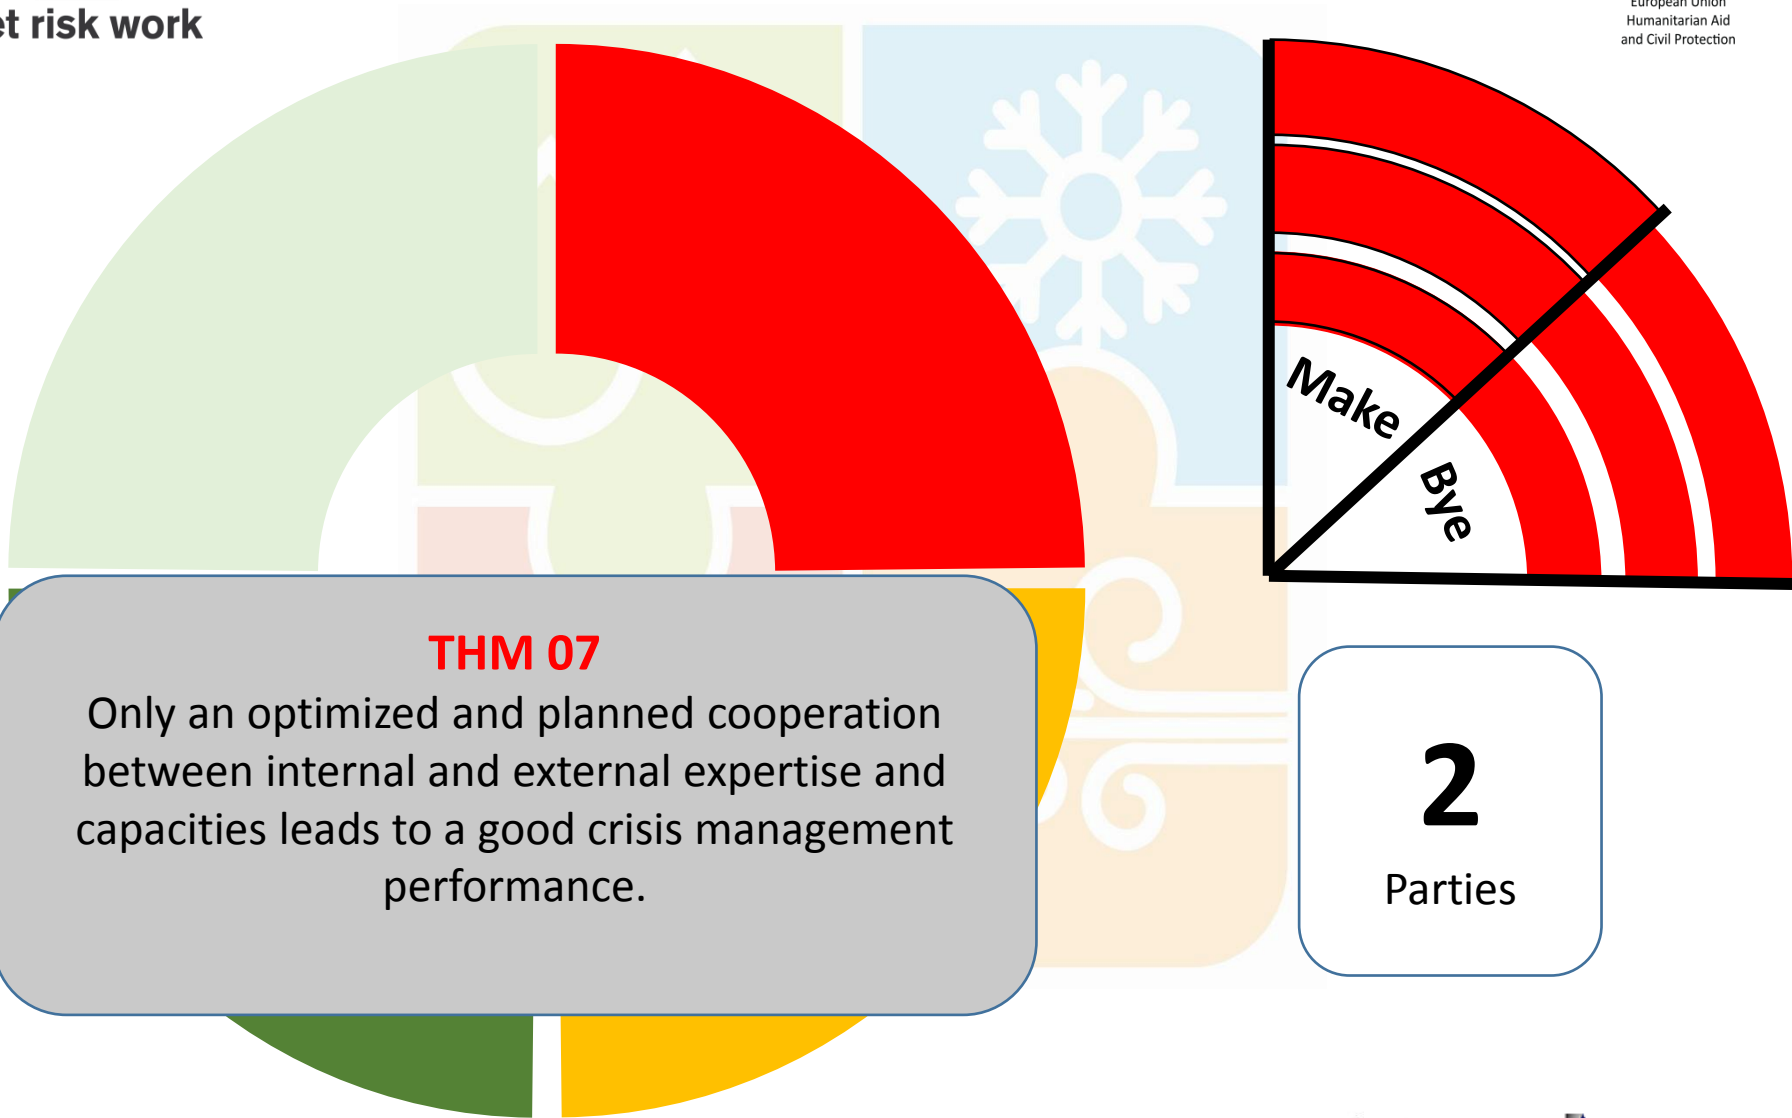 et risk work
European Union
Humanitarian Aid
and Civil Protection
Make
Bye
THM 07
Only an optimized and planned cooperation
between internal and external expertise and
capacities leads to a good crisis management
performance.
2
Parties